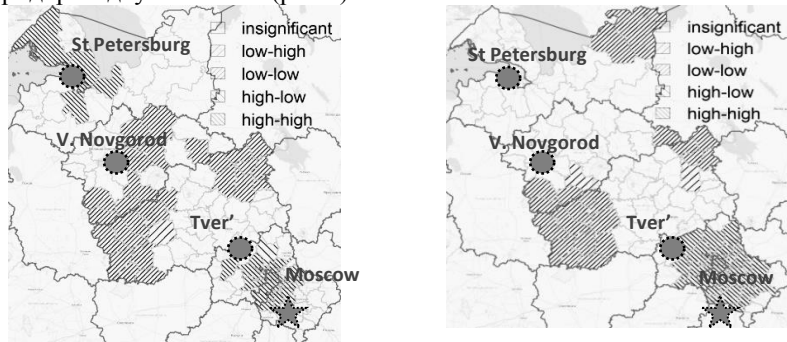 St Petersburg
V. Novgorod
Tver'
Moscow
insignificant
low-high
low-low
high-low
high-high
St Petersburg
V. Novgorod
Tver'
Moscow
insignificant
low-high
low-low
high-low
high-high